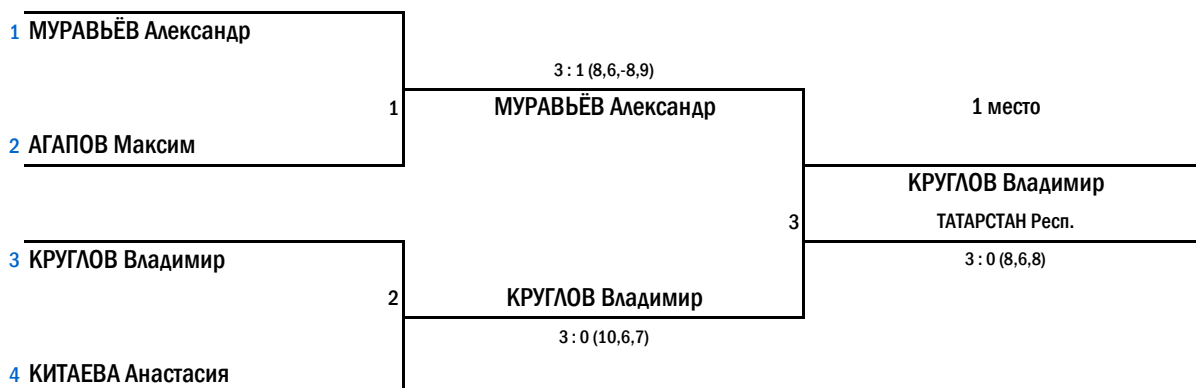 1 МУРАВЬЁВ Александр
3 : 1 (8,6,-8,9)
1 МУРАВЬЁВ Александр 1 место
2 АГАПОВ Максим
КРУГЛОВ Владимир
3 ТАТАРСТАН Респ.
3 КРУГЛОВ Владимир 3 : 0 (8,6,8)
2 КРУГЛОВ Владимир
3 : 0 (10,6,7)
4 КИТАЕВА Анастасия